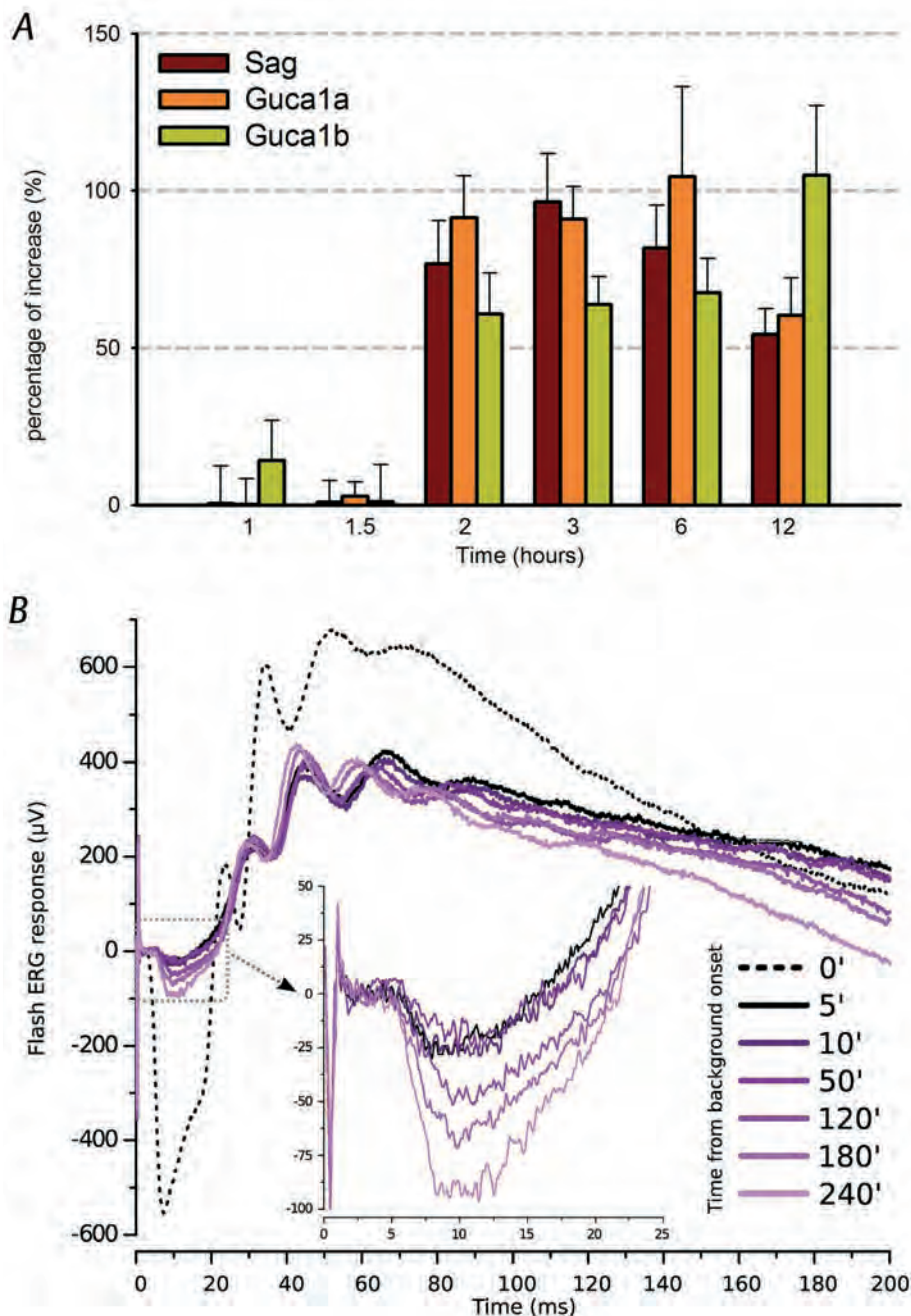 A
150
100
50
0
percentage of increase (%)
Sag
Guca1a
Guca1b
1 1.5 2 3 6 12
Time (hours)
B
600
400
200
0
-200
-400
-600
Flash ERG response (µV)
50
25
0
-25
-50
-75
-100
0 5 10 15 20 25
Time from background onset
0'
5'
10'
50'
120'
180'
240'
0 20 40 60 80 100 120 140 160 180 200
Time (ms)